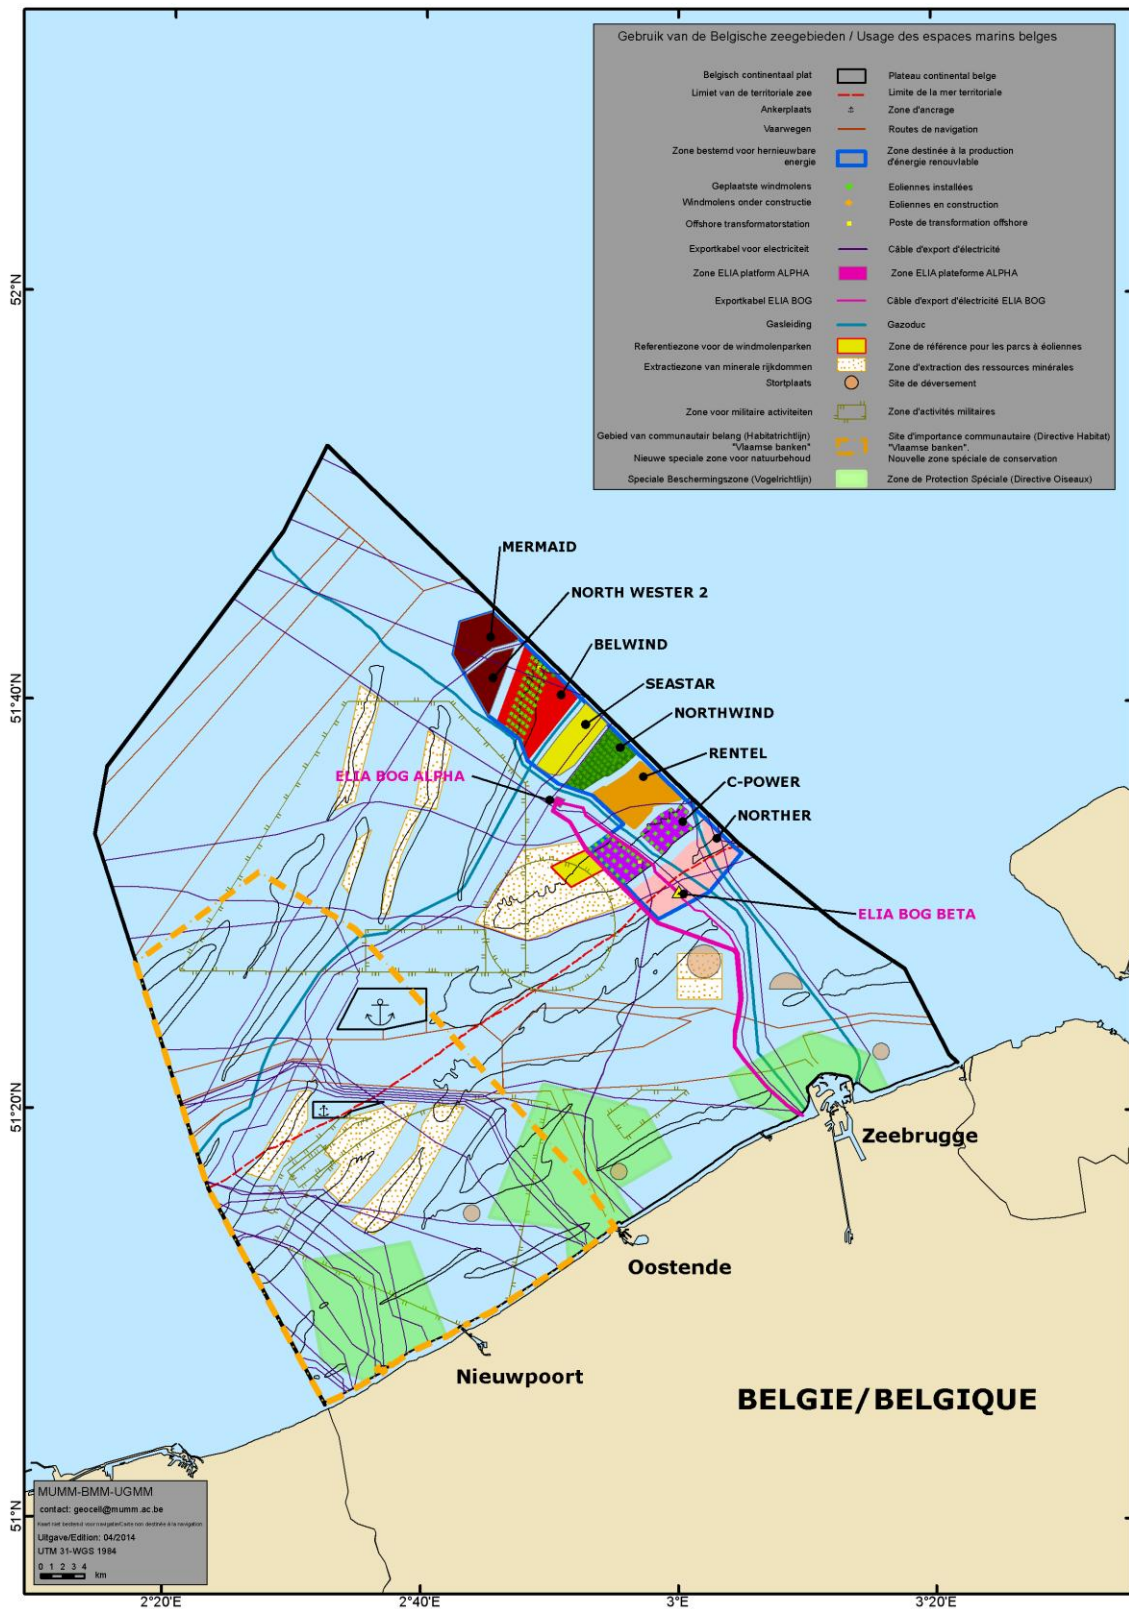 Gebruik van de Belgische zeegebieden / Usage des espaces marins belges
Belgisch continentaal plat Plateau continental belge
Limiet van de territoriale zee Limite de la mer territoriale
Ankerplaats Zone d'ancrage
Vaarwegen Routes de navigation
Zone bestemd voor hernieuwbare Zone destinée à la production
energie d'énergie renouvlable
Geplaatste windmolens Eoliennes installées
Windmolens onder constructie Eoliennes en construction
Offshore transformatorstation Poste de transformation offshore
Exportkabel voor electriciteit Câble d'export d'électricité
Zone ELIA platform ALPHA Zone ELIA plateforme ALPHA
Exportkabel ELIA BOG Câble d'export d'électricité ELIA BOG
Gasleiding Gazoduc
Referentiezone voor de windmolenparken Zone de référence pour les parcs à éoliennes
Extractiezone van minerale rijkdommen Zone d'extraction des ressources minérales
Stortplaats Site de déversement
Zone voor militaire activiteiten Zone d'activités militaires
Gebied van communautair belang (Habitatrichtlijn) Site d'importance communautaire (Directive Habitat)
"Vlaamse banken" "Vlaamse banken".
Nieuwe speciale zone voor natuurbehoud Nouvelle zone spéciale de conservation
Speciale Beschermingszone (Vogelrichtlijn) Zone de Protection Spéciale (Directive Oiseaux)
52°N
51°40'N
51°20'N
51°N
MERMAID
NORTH WESTER 2
BELWIND
SEASTAR
NORTHWIND
RENTEL
ELIA BOG ALPHA
C-POWER
NORTHER
ELIA BOG BETA
Zeebrugge
Oostende
Nieuwpoort
BELGIE/BELGIQUE
MUMM-BMM-UGMM
contact: geocell@mumm.ac.be
Kaart niet bestemd voor navigatie/Carte non destinée à la navigation
Uitgave/Edition: 04/2014
UTM 31-WGS 1984
0 1 2 3 4
km
2°20'E 2°40'E 3°E 3°20'E